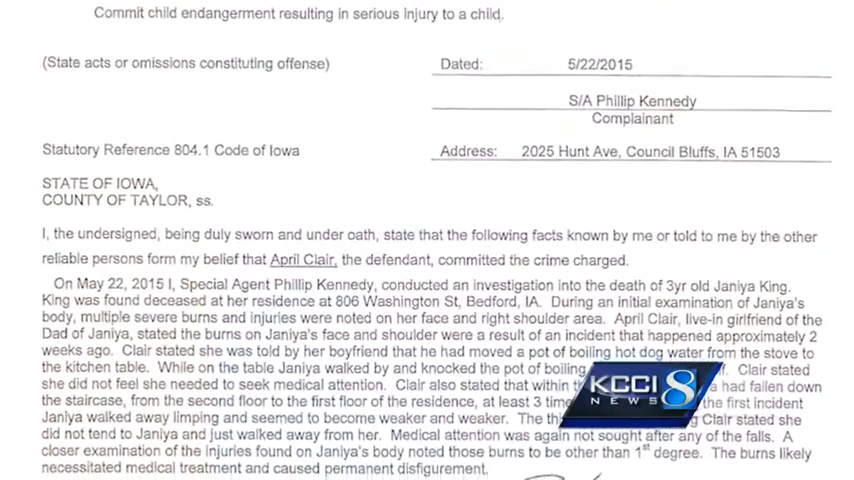 Commit child endangerment resulting in serious injury to a child.
(State acts or omissions constituting offense)
Dated: 5/22/2015
S/A Phillip Kennedy
Complainant
Statutory Reference 804.1 Code of Iowa
Address: 2025 Hunt Ave, Council Bluffs, IA 51503
STATE OF IOWA,
COUNTY OF TAYLOR, ss.
I, the undersigned, being duly sworn and under oath, state that the following facts known by me or told to me by the other
reliable persons form my belief that April Clair, the defendant, committed the crime charged.
On May 22, 2015 I, Special Agent Phillip Kennedy, conducted an investigation into the death of 3yr old Janiya King.
King was found deceased at her residence at 806 Washington St, Bedford, IA. During an initial examination of Janiya's
body, multiple severe burns and injuries were noted on her face and right shoulder area. April Clair, live-in girlfriend of the
Dad of Janiya, stated the burns on Janiya's face and shoulder were a result of an incident that happened approximately 2
weeks ago. Clair stated she was told by her boyfriend that he had moved a pot of boiling hot dog water from the stove to
the kitchen table. While on the table Janiya walked by and knocked the pot of boiling Clair stated
she did not feel she needed to seek medical attention. Clair also stated that within had fallen down
the staircase, from the second floor to the first floor of the residence, at least 3 the first incident
Janiya walked away limping and seemed to become weaker and weaker. The Clair stated she
did not tend to Janiya and just walked away from her. Medical attention was again not sought after any of the falls. A
closer examination of the injuries found on Janiya's body noted those burns to be other than 1st degree. The burns likely
necessitated medical treatment and caused permanent disfigurement.
KCCI 8
NEWS